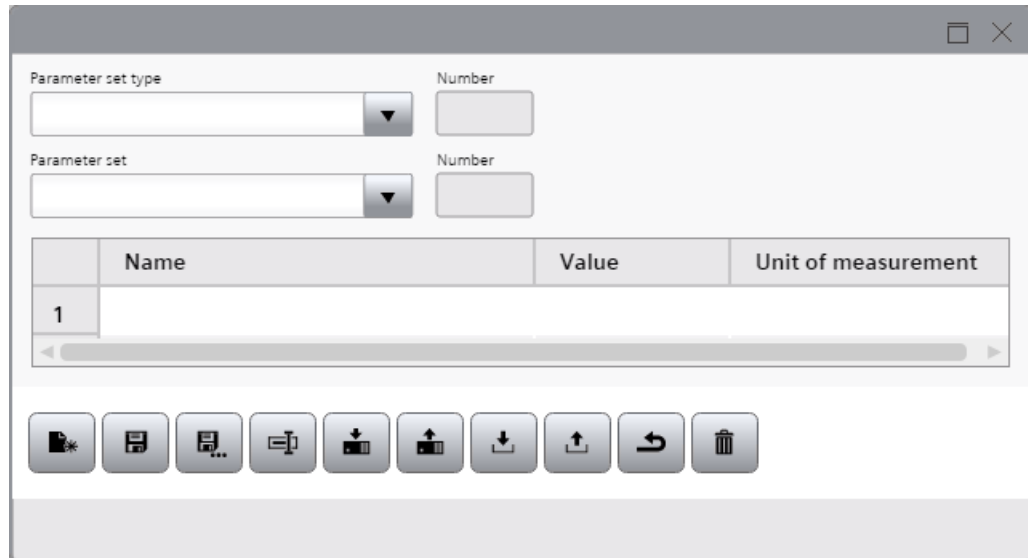 Parameter set type Number
Parameter set Number
Name Value Unit of measurement
1